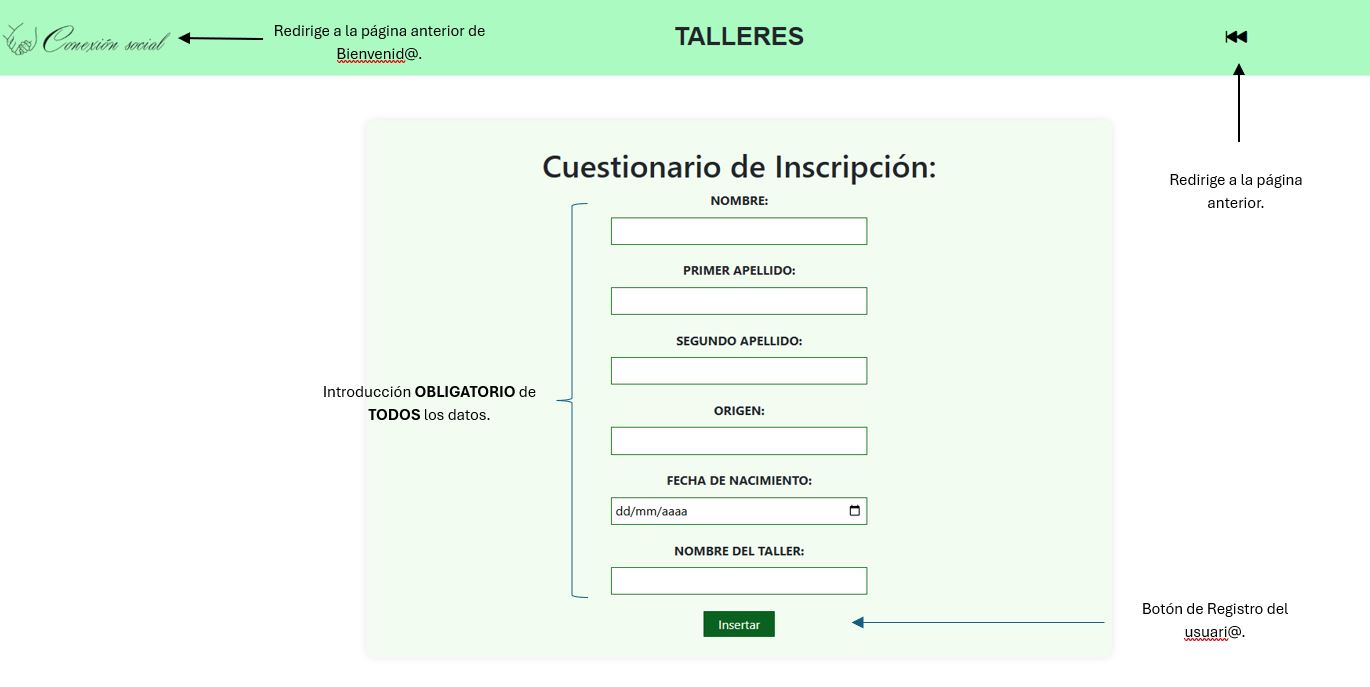 Conexión social
Redirige a la página anterior de
Bienvenid@.
TALLERES
Redirige a la página
anterior.
Cuestionario de Inscripción:
NOMBRE:
PRIMER APELLIDO:
SEGUNDO APELLIDO:
Introducción OBLIGATORIO de
TODOS los datos.
ORIGEN:
FECHA DE NACIMIENTO:
dd/mm/aaaa
NOMBRE DEL TALLER:
Insertar
Botón de Registro del
usuari@.